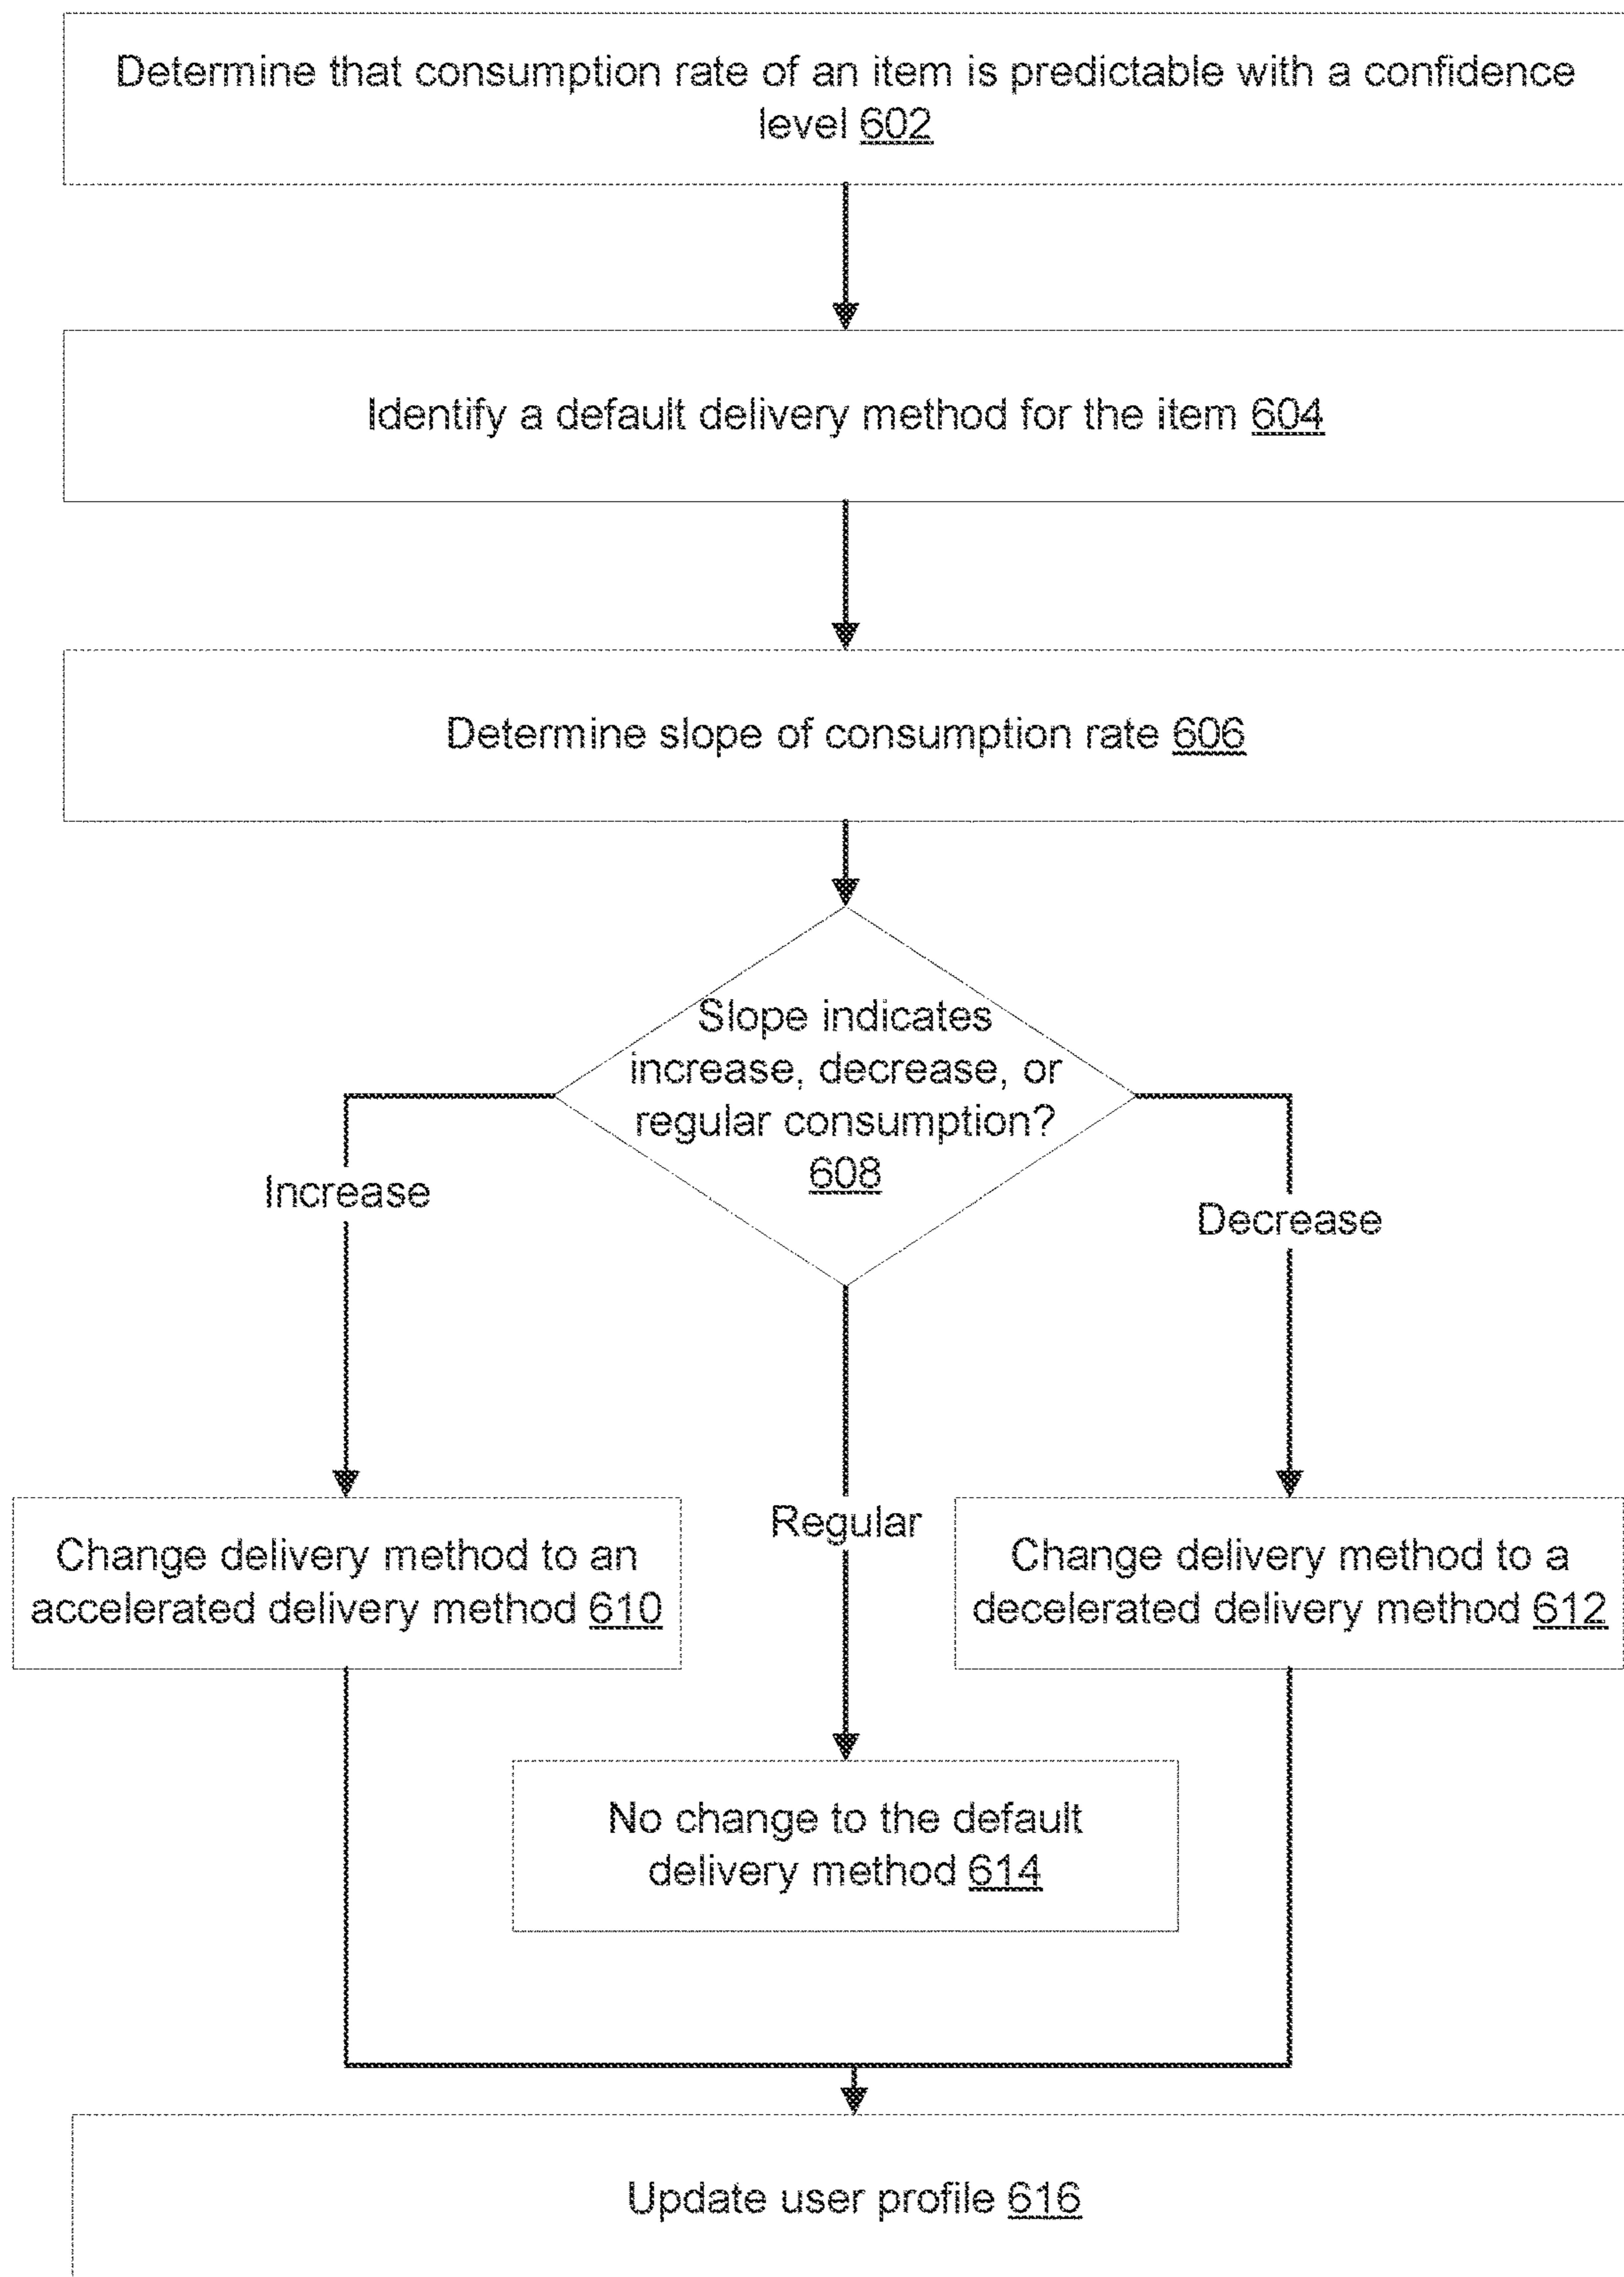 Determine that consumption rate of an item is predictable with a confidence
level 602
Identify a default delivery method for the item 604
Determine slope of consumption rate 606
Slope indicates
increase, decrease, or
regular consumption?
608
Increase
Decrease
Regular
Change delivery method to an
accelerated delivery method 610
Change delivery method to a
decelerated delivery method 612
No change to the default
delivery method 614
Update user profile 616